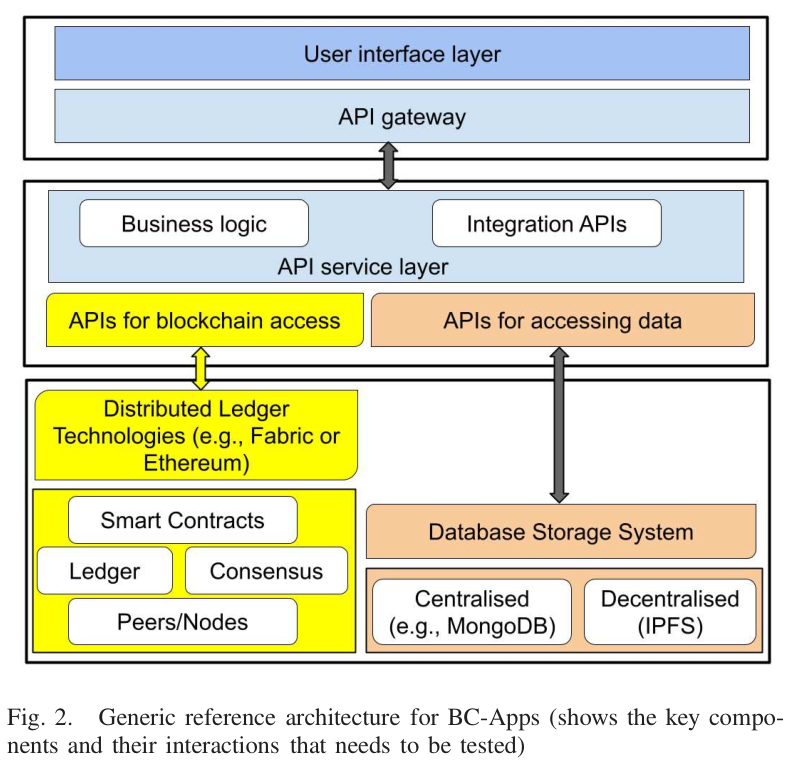 User interface layer
API gateway
Business logic
Integration APIs
API service layer
APIs for blockchain access
APIs for accessing data
Distributed Ledger
Technologies (e.g., Fabric or
Ethereum)
Smart Contracts
Ledger
Consensus
Peers/Nodes
Database Storage System
Centralised
(e.g., MongoDB)
Decentralised
(IPFS)
Fig. 2. Generic reference architecture for BC-Apps (shows the key compo-
nents and their interactions that needs to be tested)